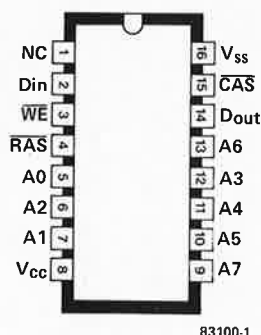 NC 1 16 Vss
Din 2 15 CAS
WE 3 14 Dout
RAS 4 13 A6
A0 5 12 A3
A2 6 11 A4
A1 7 10 A5
Vcc 8 9 A7
83100-1